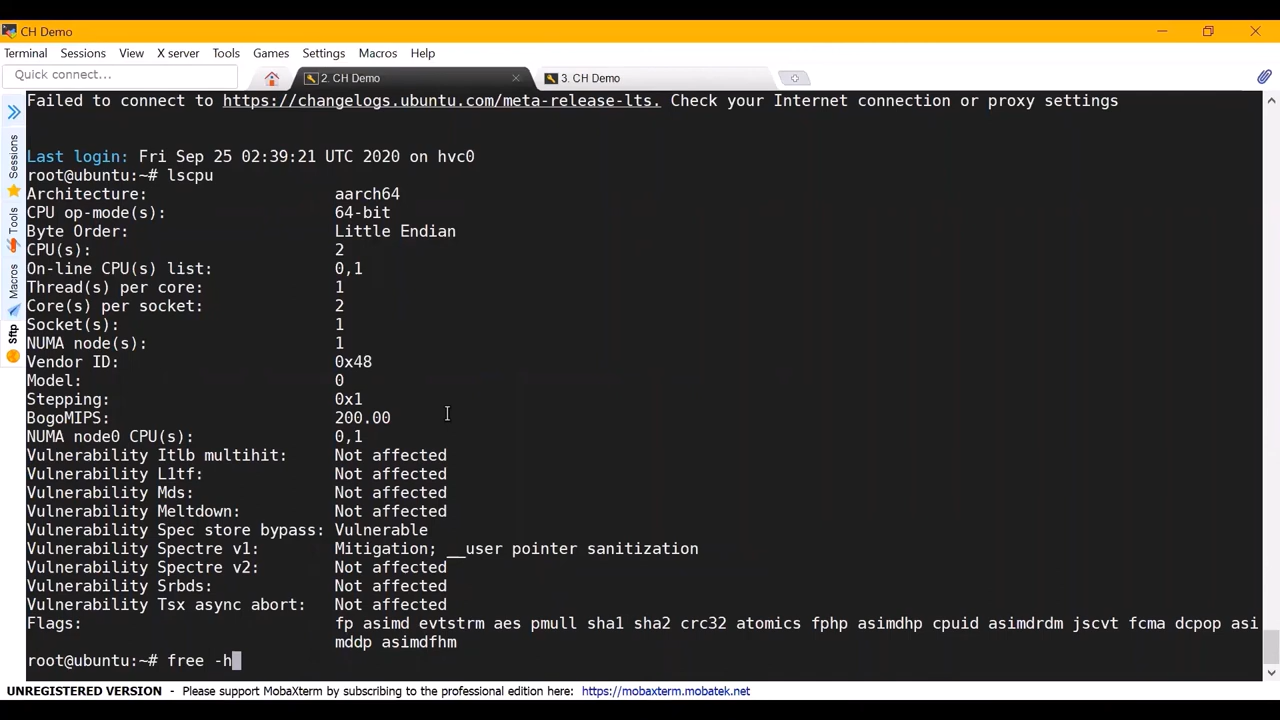 CH Demo
Terminal Sessions View X server Tools Games Settings Macros Help
Quick connect...
2. CH Demo
3. CH Demo
Sessions
Tools
Macros
Sftp
Failed to connect to https://changelogs.ubuntu.com/meta-release-lts. Check your Internet connection or proxy settings
Last login: Fri Sep 25 02:39:21 UTC 2020 on hvc0
root@ubuntu:~# lscpu
Architecture: aarch64
CPU op-mode(s): 64-bit
Byte Order: Little Endian
CPU(s): 2
On-line CPU(s) list: 0,1
Thread(s) per core: 1
Core(s) per socket: 2
Socket(s): 1
NUMA node(s): 1
Vendor ID: 0x48
Model: 0
Stepping: 0x1
BogoMIPS: 200.00
NUMA node0 CPU(s): 0,1
Vulnerability Itlb multihit: Not affected
Vulnerability L1tf: Not affected
Vulnerability Mds: Not affected
Vulnerability Meltdown: Not affected
Vulnerability Spec store bypass: Vulnerable
Vulnerability Spectre v1: Mitigation; __user pointer sanitization
Vulnerability Spectre v2: Not affected
Vulnerability Srbds: Not affected
Vulnerability Tsx async abort: Not affected
Flags: fp asimd evtstrm aes pmull sha1 sha2 crc32 atomics fphp asimdhp cpuid asimdrdm jscvt fcma dcpop asi
mddp asimdfhm
root@ubuntu:~# free -h
UNREGISTERED VERSION - Please support MobaXterm by subscribing to the professional edition here: https://mobaxterm.mobatek.net